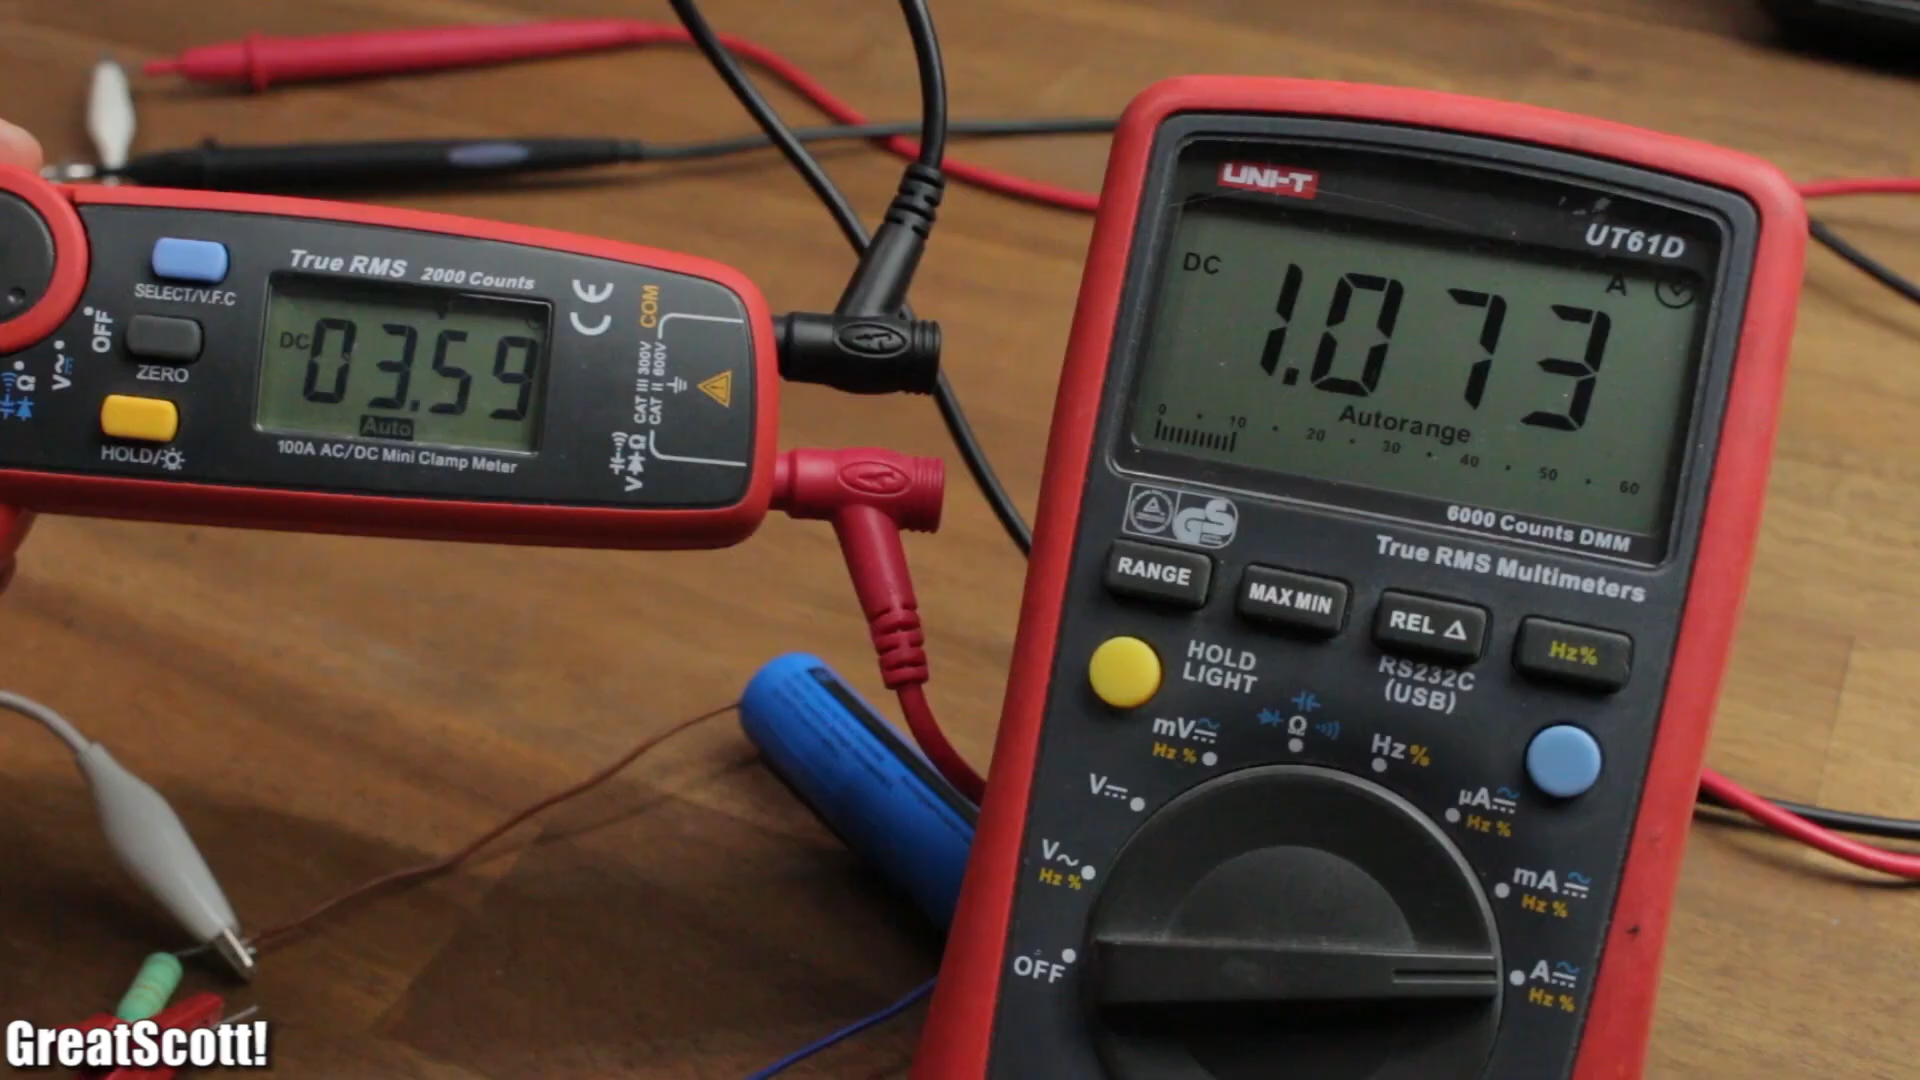 True RMS 2000 Counts
SELECT/V.F.C
OFF
ZERO
HOLD/
V~
Ω
DC 03.59
Auto
100A AC/DC Mini Clamp Meter
CE
COM
CAT III 300V
CAT II 600V
VΩ
UNI-T
UT61D
DC
A
1.073
Autorange
0 10 20 30 40 50 60
6000 Counts DMM
True RMS Multimeters
GS
RANGE
MAX MIN
REL Δ
Hz%
HOLD
LIGHT
RS232C
(USB)
mV
Hz %
Ω
Hz%
V
µA
Hz %
V~
Hz %
mA
Hz %
OFF
A
Hz %
GreatScott!